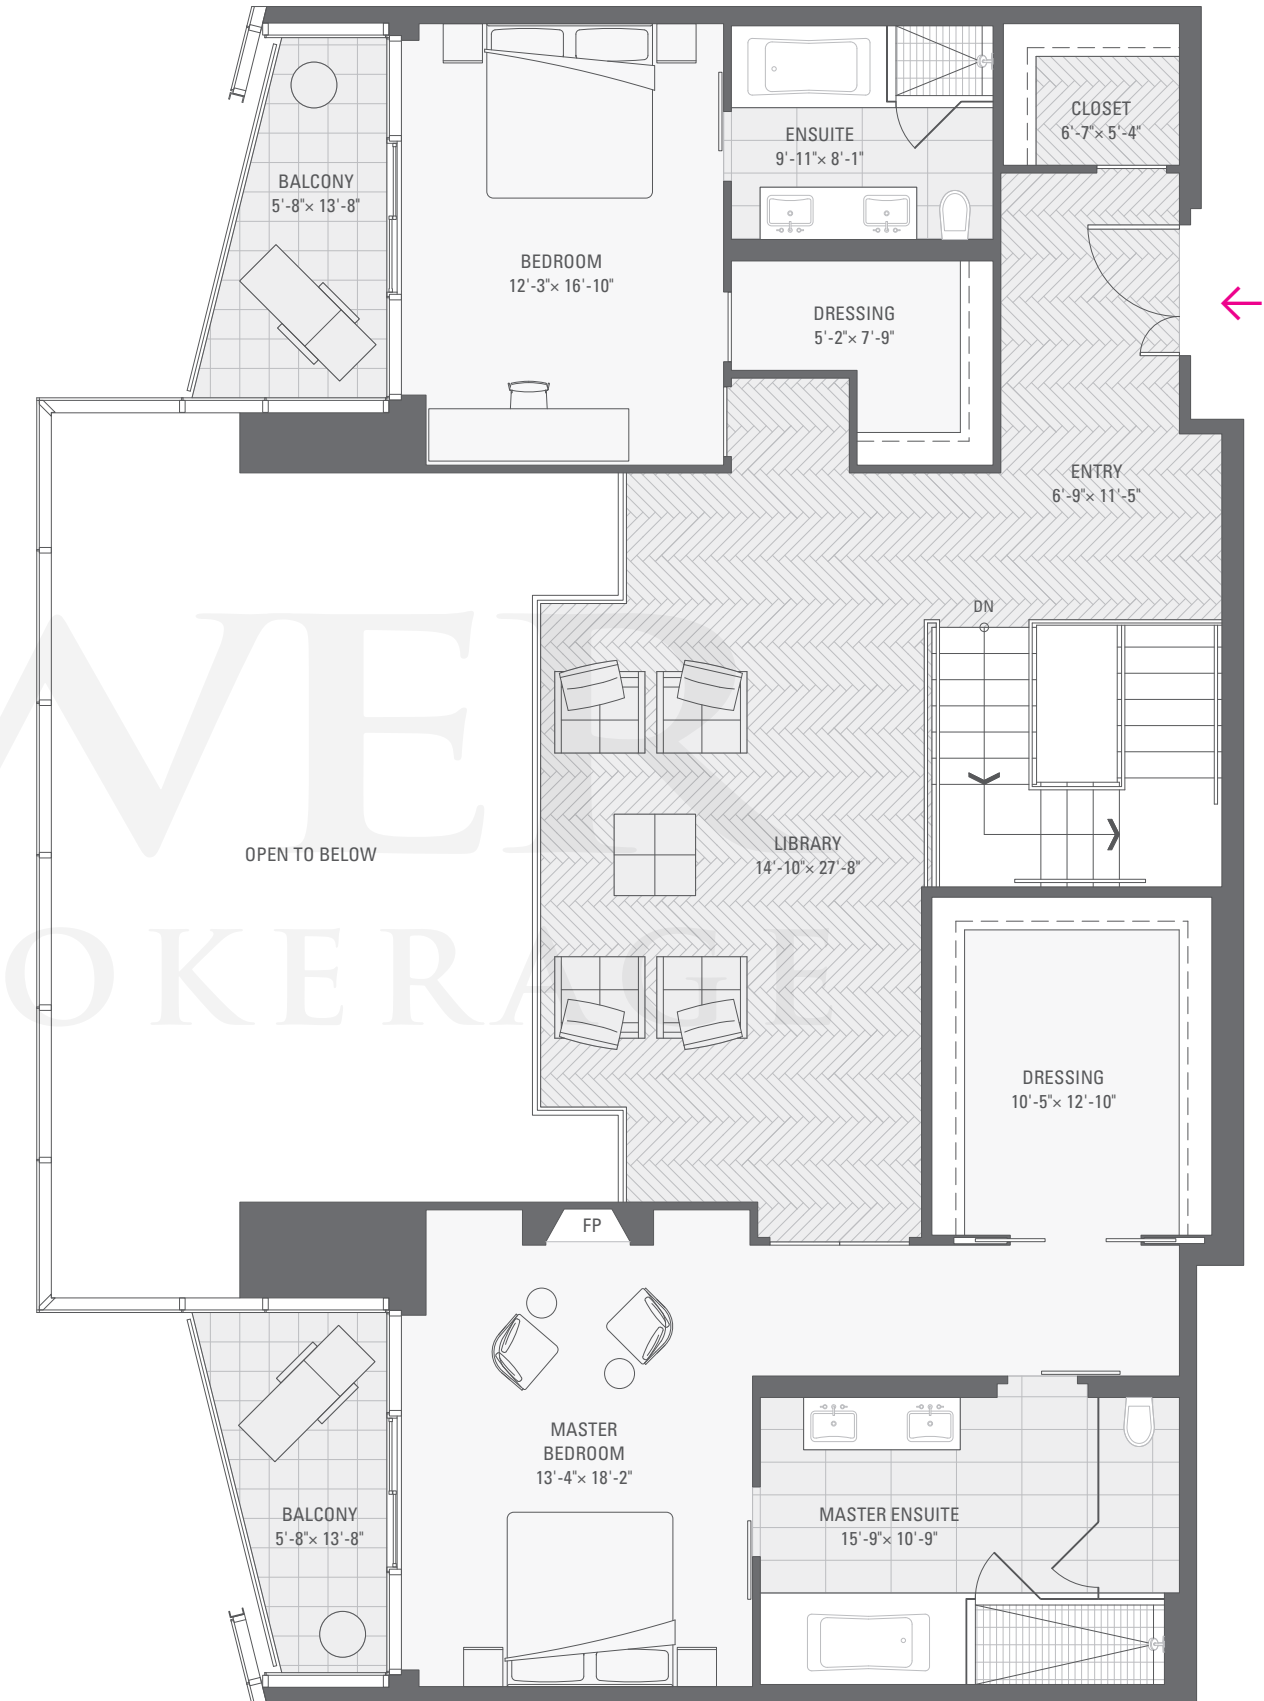 CLOSET
6'-7"× 5'-4"
ENSUITE
9'-11"× 8'-1"
BALCONY
5'-8"× 13'-8"
BEDROOM
12'-3"× 16'-10"
DRESSING
5'-2"× 7'-9"
ENTRY
6'-9"× 11'-5"
DN
WER
OPEN TO BELOW
LIBRARY
14'-10"× 27'-8"
OKERAGE
DRESSING
10'-5"× 12'-10"
FP
MASTER
BEDROOM
13'-4"× 18'-2"
BALCONY
5'-8"× 13'-8"
MASTER ENSUITE
15'-9"× 10'-9"